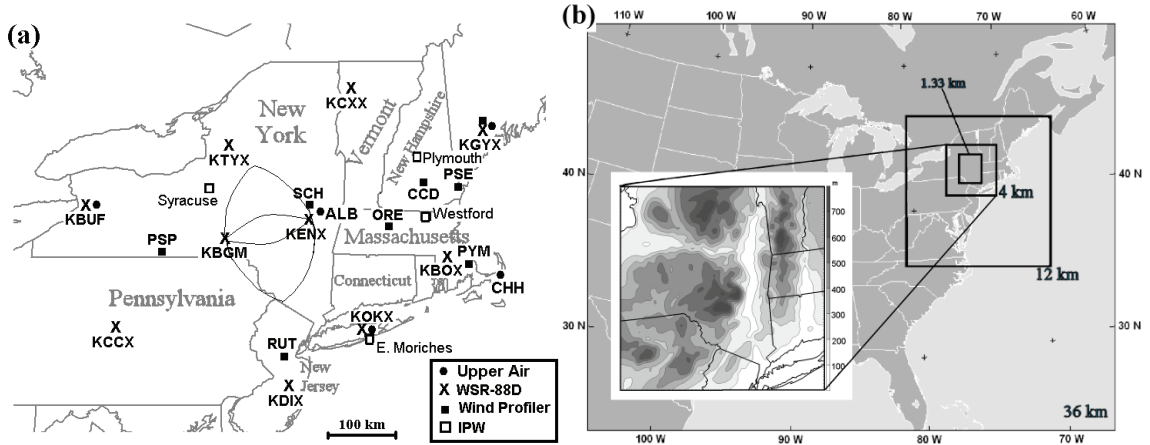 (a)
New
York
Vermont
New Hampshire
KCXX
KTYX
KGYX
Plymouth
PSE
CCD
Syracuse
SCH
ALB
KBUF
ORE
Westford
KENX
Massachusetts
PSP
KBGM
PYM
KBOX
RI
Connecticut
CHH
Pennsylvania
KOKX
KCCX
RUT
E. Moriches
New
Jersey
KDIX
Upper Air
X WSR-88D
Wind Profiler
IPW
100 km
(b)
110 W
100 W
90 W
80 W
70 W
60 W
1.33 km
40 N
40 N
4 km
12 km
m
700
600
500
400
300
200
100
30 N
30 N
36 km
100 W
90 W
80 W
70 W